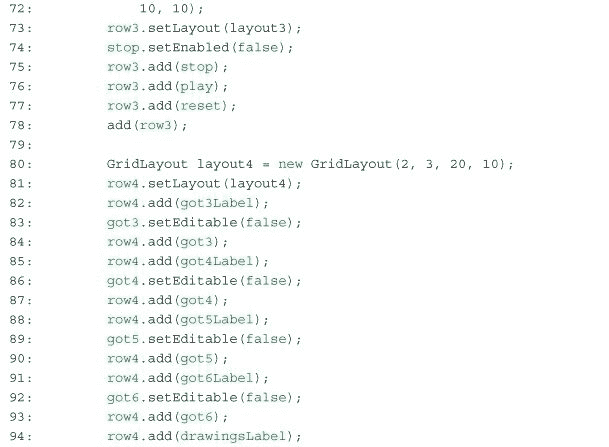 72:             10, 10);
73:         row3.setLayout(layout3);
74:         stop.setEnabled(false);
75:         row3.add(stop);
76:         row3.add(play);
77:         row3.add(reset);
78:         add(row3);
79:
80:         GridLayout layout4 = new GridLayout(2, 3, 20, 10);
81:         row4.setLayout(layout4);
82:         row4.add(got3Label);
83:         got3.setEditable(false);
84:         row4.add(got3);
85:         row4.add(got4Label);
86:         got4.setEditable(false);
87:         row4.add(got4);
88:         row4.add(got5Label);
89:         got5.setEditable(false);
90:         row4.add(got5);
91:         row4.add(got6Label);
92:         got6.setEditable(false);
93:         row4.add(got6);
94:         row4.add(drawingsLabel);